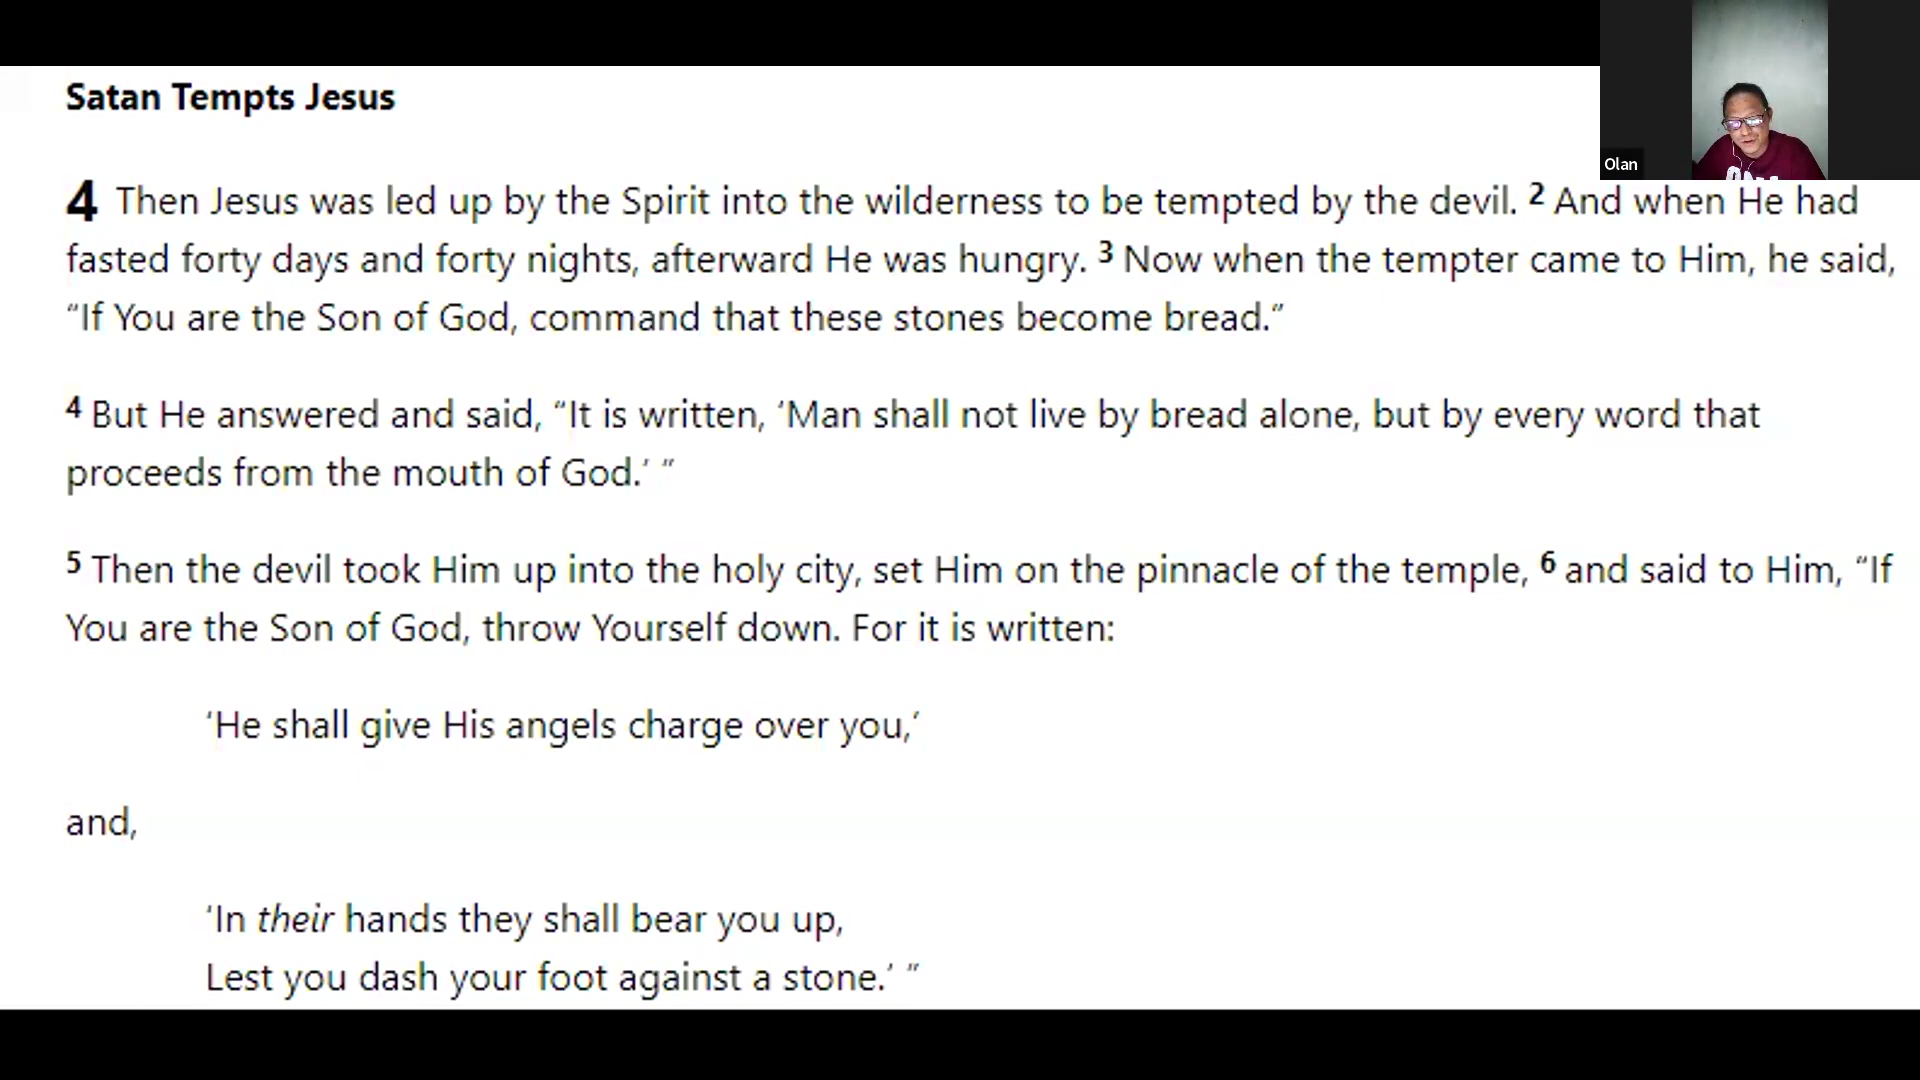 Satan Tempts Jesus
Olan
4 Then Jesus was led up by the Spirit into the wilderness to be tempted by the devil. 2 And when He had
fasted forty days and forty nights, afterward He was hungry. 3 Now when the tempter came to Him, he said,
“If You are the Son of God, command that these stones become bread.”
4 But He answered and said, “It is written, ‘Man shall not live by bread alone, but by every word that
proceeds from the mouth of God.’ ”
5 Then the devil took Him up into the holy city, set Him on the pinnacle of the temple, 6 and said to Him, “If
You are the Son of God, throw Yourself down. For it is written:
‘He shall give His angels charge over you,’
and,
‘In their hands they shall bear you up,
Lest you dash your foot against a stone.’ ”